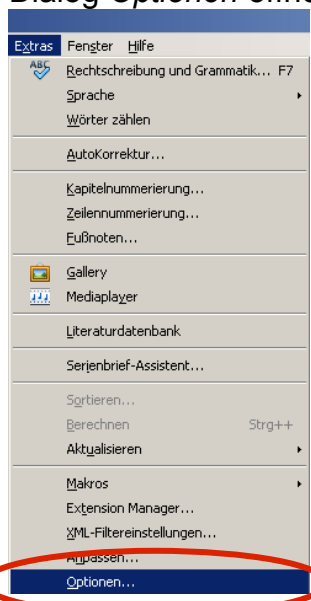 Dialog Optionen öffne
Extras Fenster Hilfe
ABC Rechtschreibung und Grammatik... F7
Sprache
Wörter zählen
AutoKorrektur...
Kapitelnummerierung...
Zeilennummerierung...
Fußnoten...
Gallery
Mediaplayer
Literaturdatenbank
Serienbrief-Assistent...
Sortieren...
Berechnen Strg++
Aktualisieren
Makros
Extension Manager...
XML-Filtereinstellungen...
Anpassen...
Optionen...